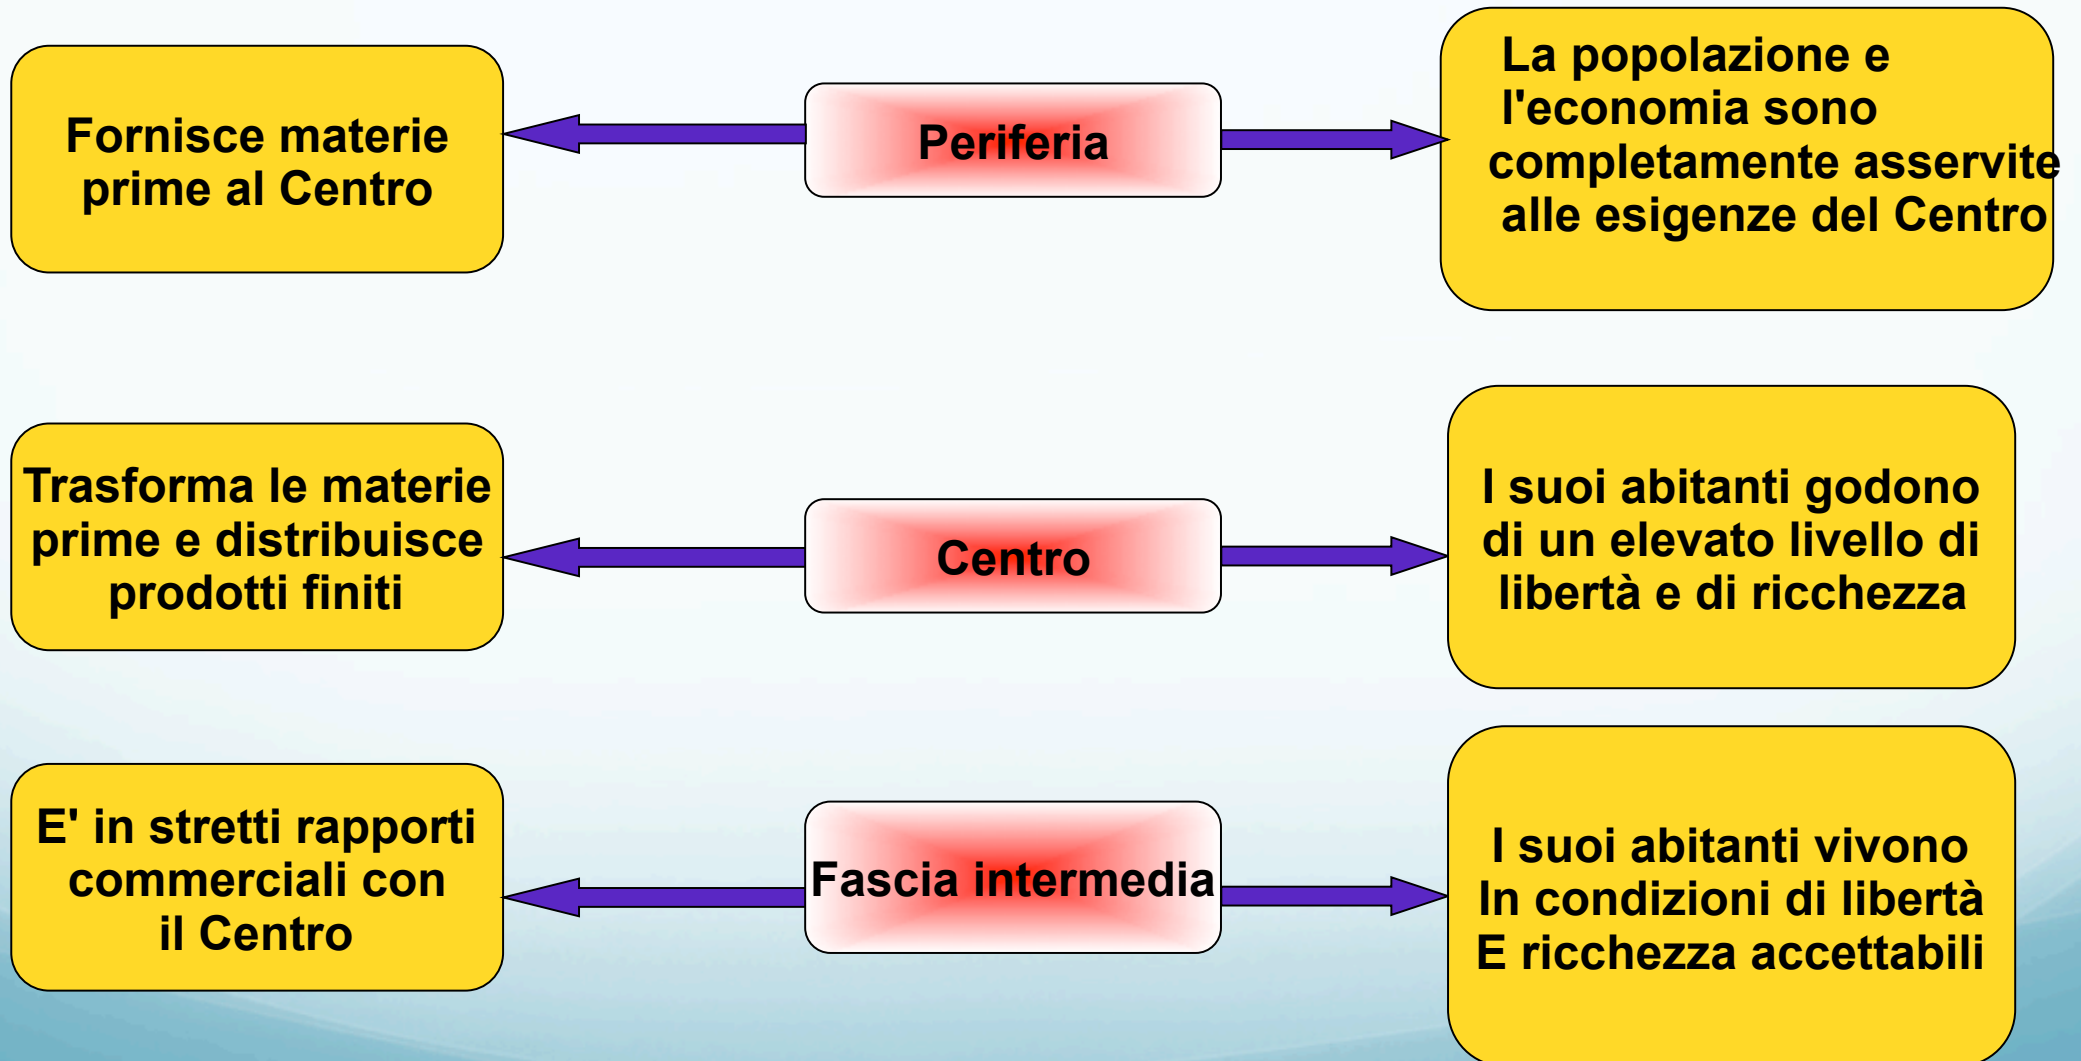 Fornisce materie
prime al Centro
Periferia
La popolazione e
l'economia sono
completamente asservite
alle esigenze del Centro
Trasforma le materie
prime e distribuisce
prodotti finiti
Centro
I suoi abitanti godono
di un elevato livello di
libertà e di ricchezza
E' in stretti rapporti
commerciali con
il Centro
Fascia intermedia
I suoi abitanti vivono
In condizioni di libertà
E ricchezza accettabili